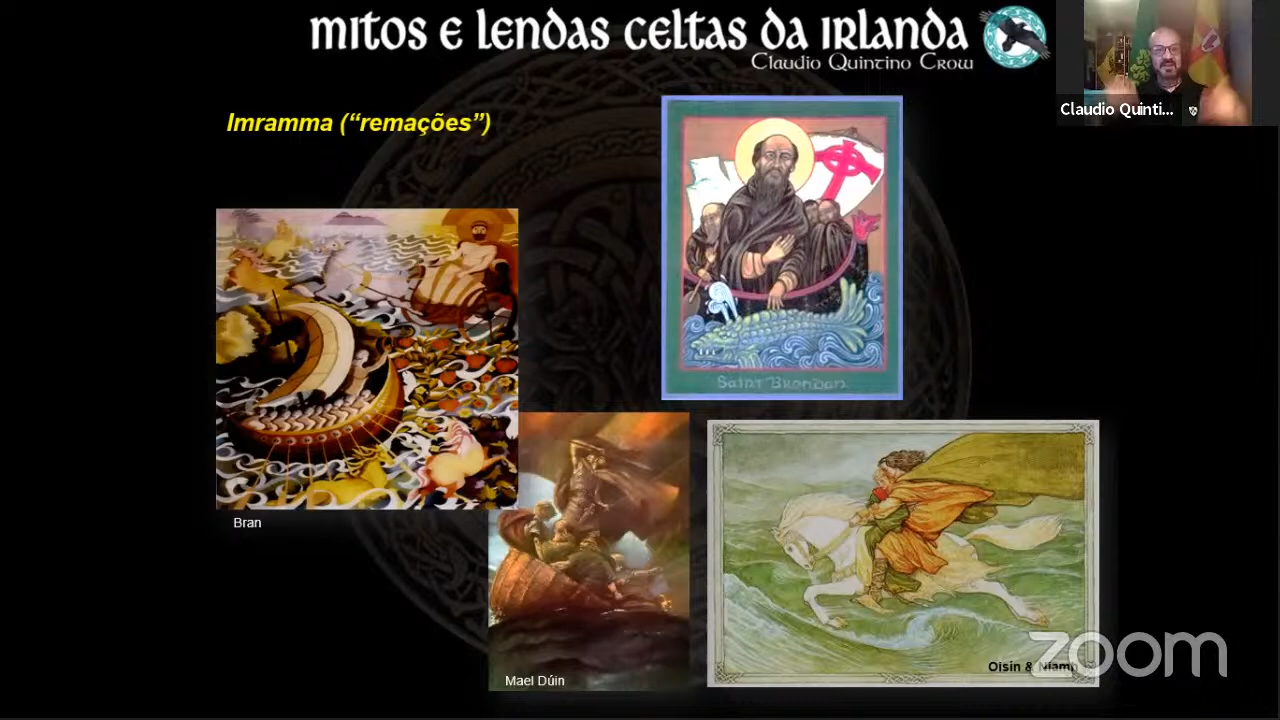 mitos e lendas celtas da irlanda
Claudio Quintino Crow
Claudio Quinti...
Imramma (“remações”)
Saint Brendan
Bran
Mael Dúin
Oisin & Niamh
zoom